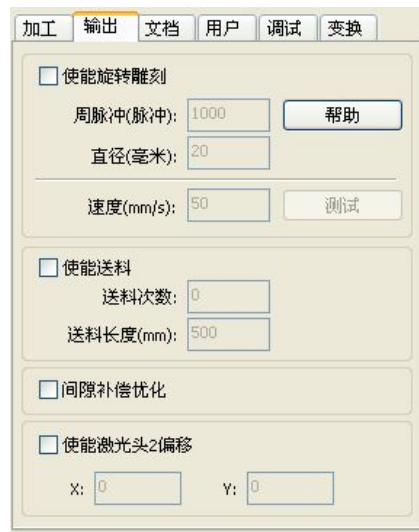 加工 输出 文档 用户 调试 变换
使能旋转雕刻
周脉冲(脉冲): 1000 帮助
直径(毫米): 20
速度(mm/s): 50 测试
使能送料
送料次数: 0
送料长度(mm): 500
间隙补偿优化
使能激光头2偏移
X: 0 Y: 0